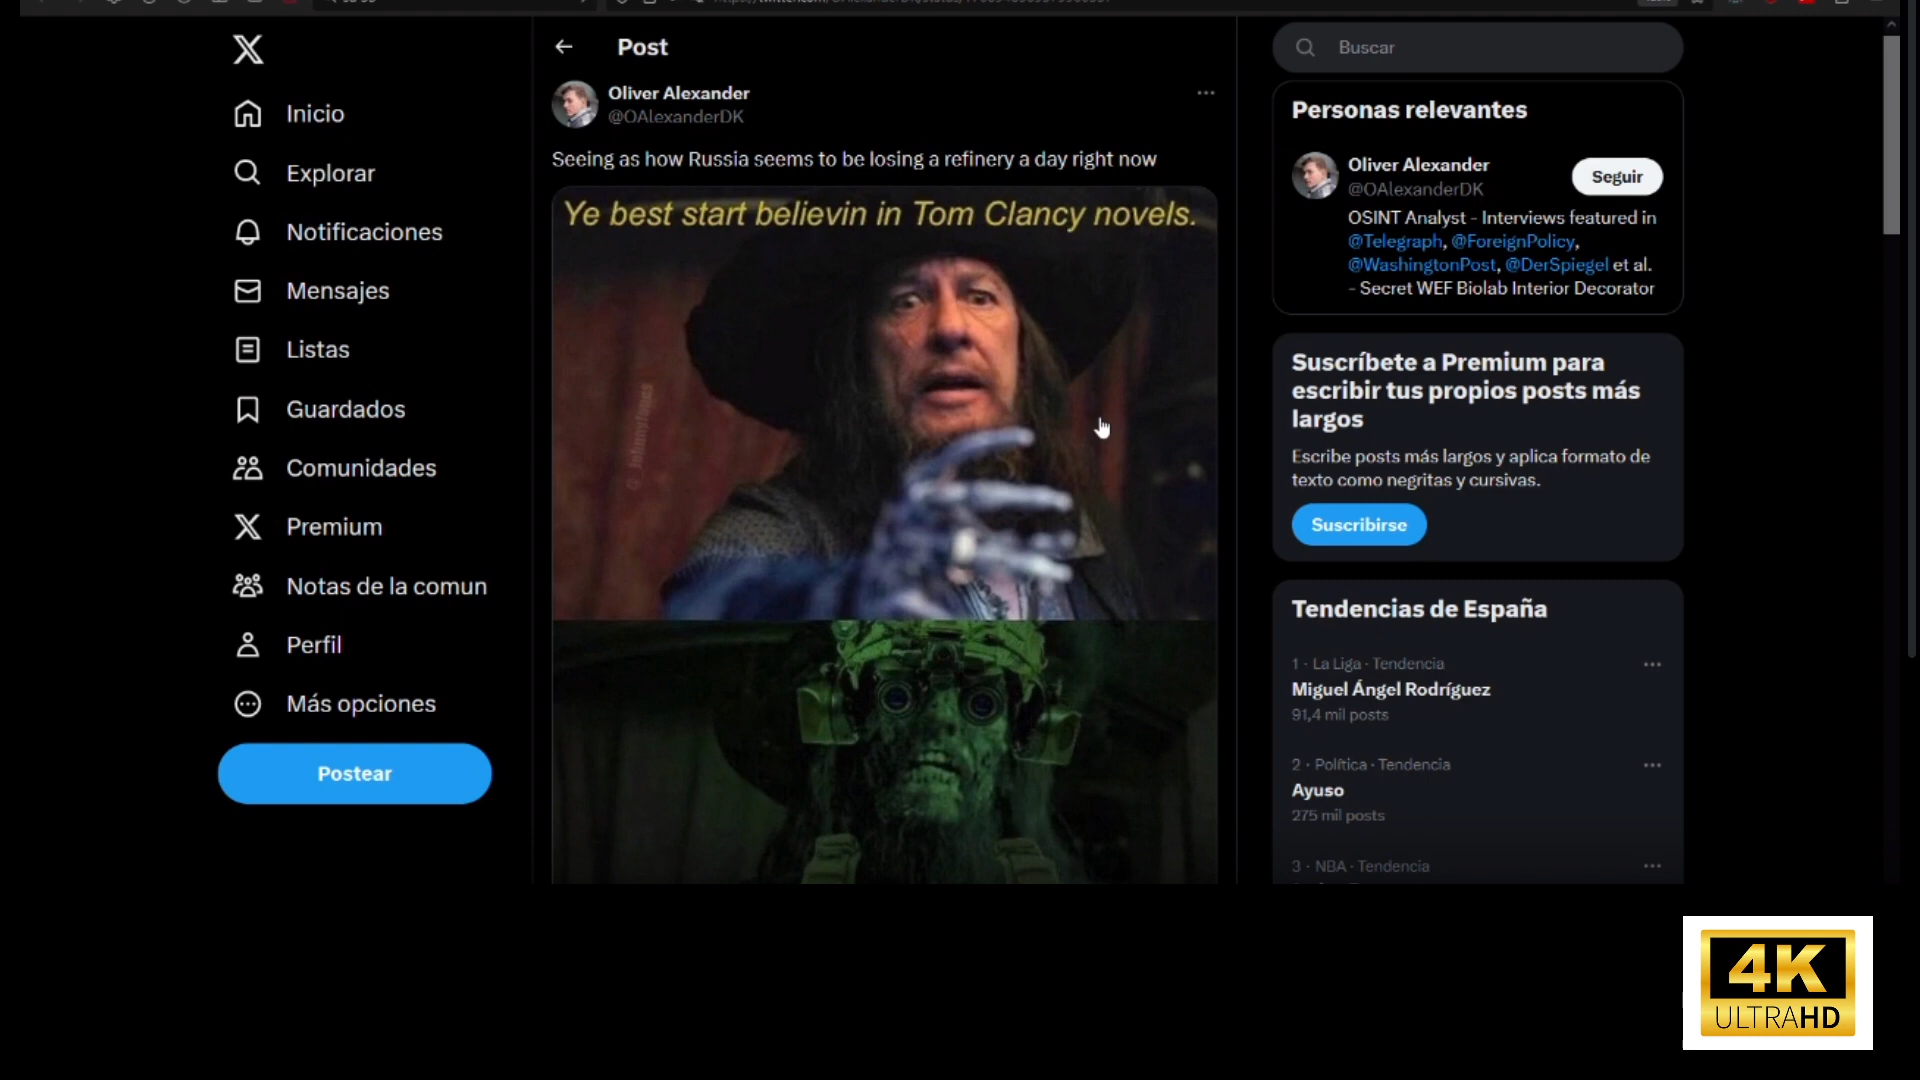 Post
Oliver Alexander
@OAlexanderDK
Seeing as how Russia seems to be losing a refinery a day right now
Ye best start believin in Tom Clancy novels.
Inicio
Explorar
Notificaciones
Mensajes
Listas
Guardados
Comunidades
Premium
Notas de la comun
Perfil
Más opciones
Postear
Buscar
Personas relevantes
Oliver Alexander
@OAlexanderDK
Seguir
OSINT Analyst - Interviews featured in
@Telegraph, @ForeignPolicy,
@WashingtonPost, @DerSpiegel et al.
- Secret WEF Biolab Interior Decorator
Suscríbete a Premium para
escribir tus propios posts más
largos
Escribe posts más largos y aplica formato de
texto como negritas y cursivas.
Suscribirse
Tendencias de España
1 · La Liga · Tendencia
Miguel Ángel Rodríguez
91,4 mil posts
2 · Política · Tendencia
Ayuso
275 mil posts
3 · NBA · Tendencia
4K
ULTRAHD